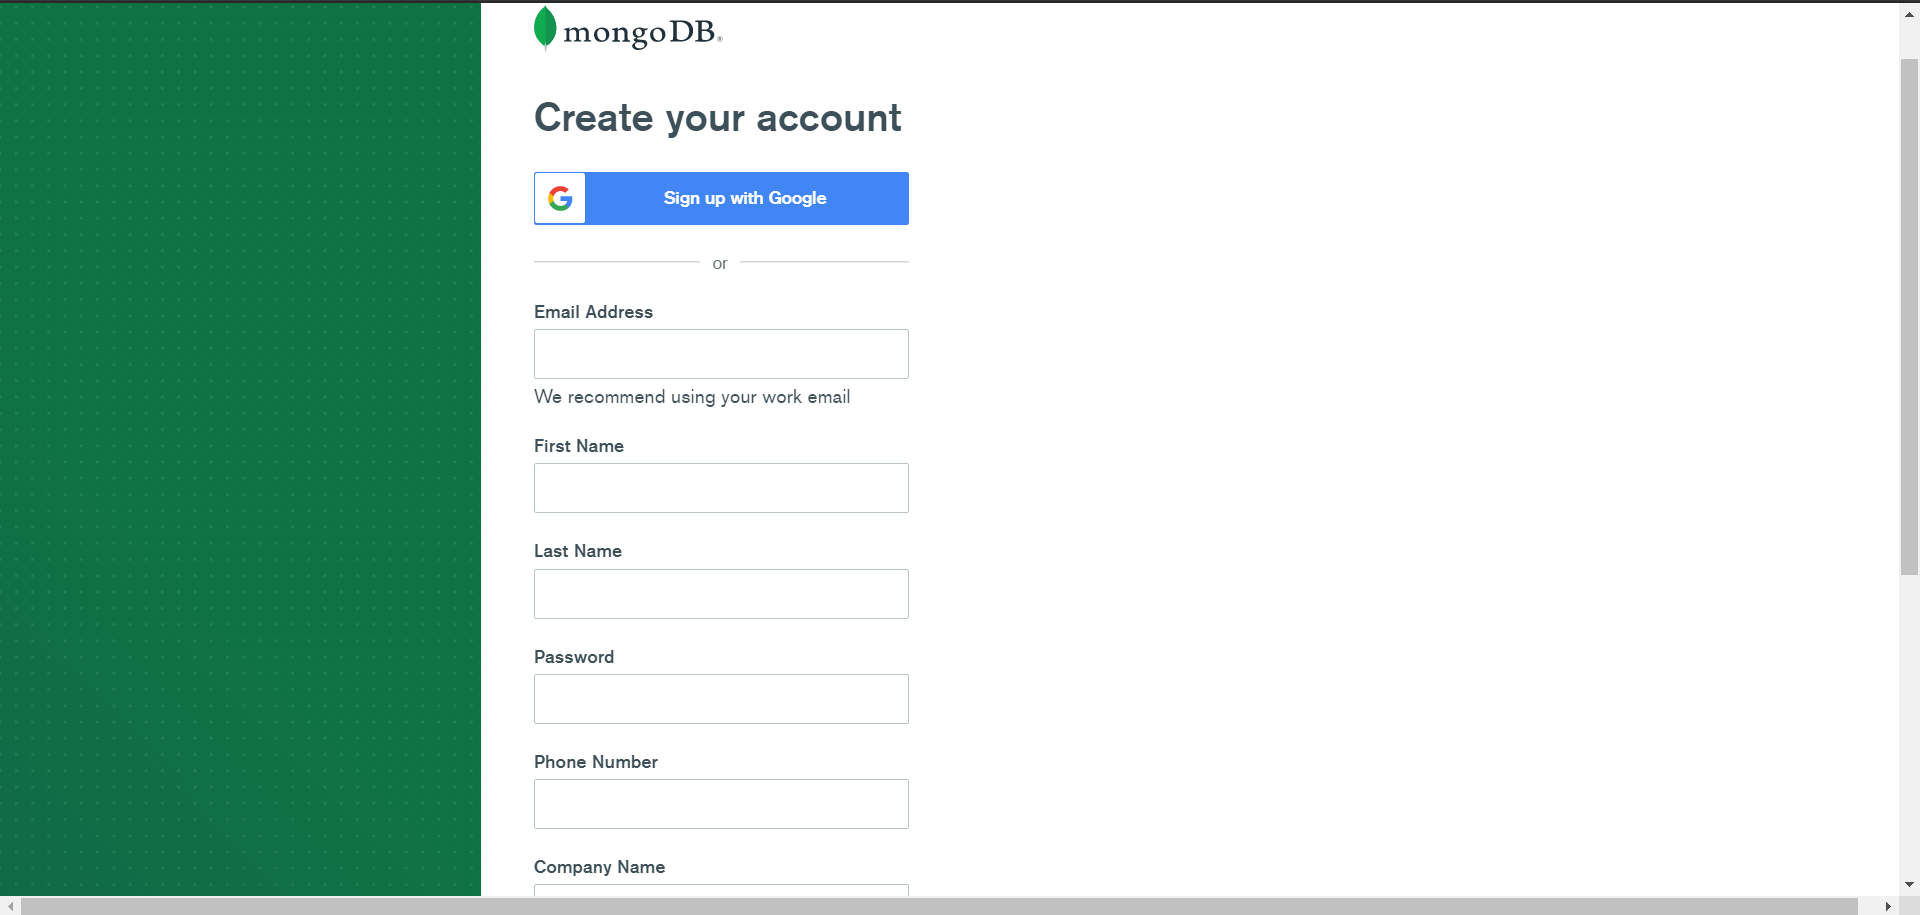 mongoDB®
Create your account
Sign up with Google
or
Email Address
We recommend using your work email
First Name
Last Name
Password
Phone Number
Company Name